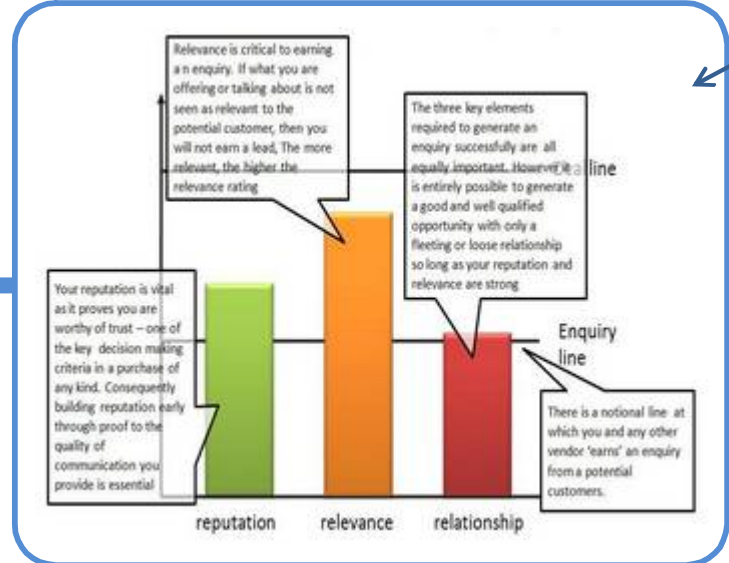 Relevance is critical to earning
a n enquiry. If what you are
offering or talking about is not
seen as relevant to the
potential customer, then you
will not earn a lead, The more
relevant, the higher the
relevance rating
The three key elements
required to generate an
enquiry successfully are all
equally important. However it
is entirely possible to generate
a good and well qualified
opportunity with only a
fleeting or loose relationship
so long as your reputation and
relevance are strong
line
Your reputation is vital
as it proves you are
worthy of trust – one of
the key decision making
criteria in a purchase of
any kind. Consequently
building reputation early
through proof to the
quality of
communication you
provide is essential
Enquiry
line
There is a notional line at
which you and any other
vendor 'earns' an enquiry
from a potential
customers.
reputation
relevance
relationship